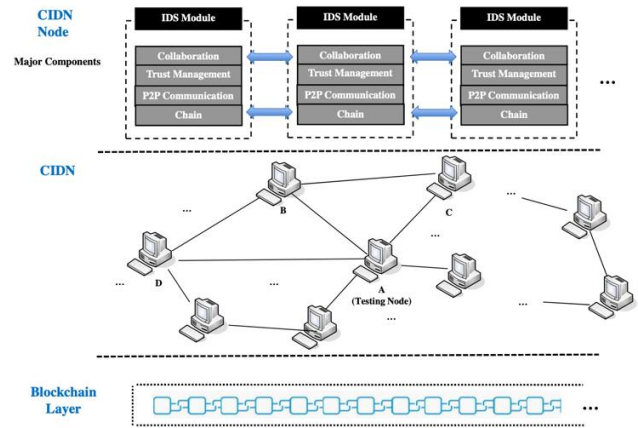 CIDN
Node
IDS Module
IDS Module
IDS Module
Major Components
Collaboration
Collaboration
Collaboration
Trust Management
Trust Management
Trust Management
P2P Communication
P2P Communication
P2P Communication
Chain
Chain
Chain
...
CIDN
B
C
...
...
...
...
D
...
A
(Testing Node)
...
...
Blockchain
Layer
...